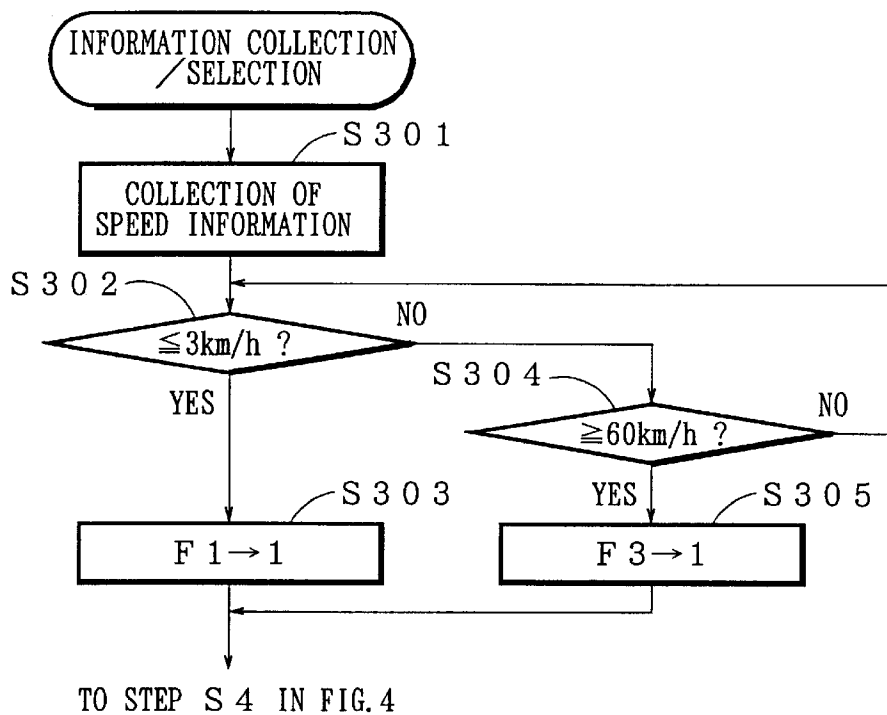 INFORMATION COLLECTION
/SELECTION
S301
COLLECTION OF
SPEED INFORMATION
S302
≦3km/h ?
NO
YES
S304
≧60km/h ?
NO
YES
S303
F1→1
S305
F3→1
TO STEP S4 IN FIG.4